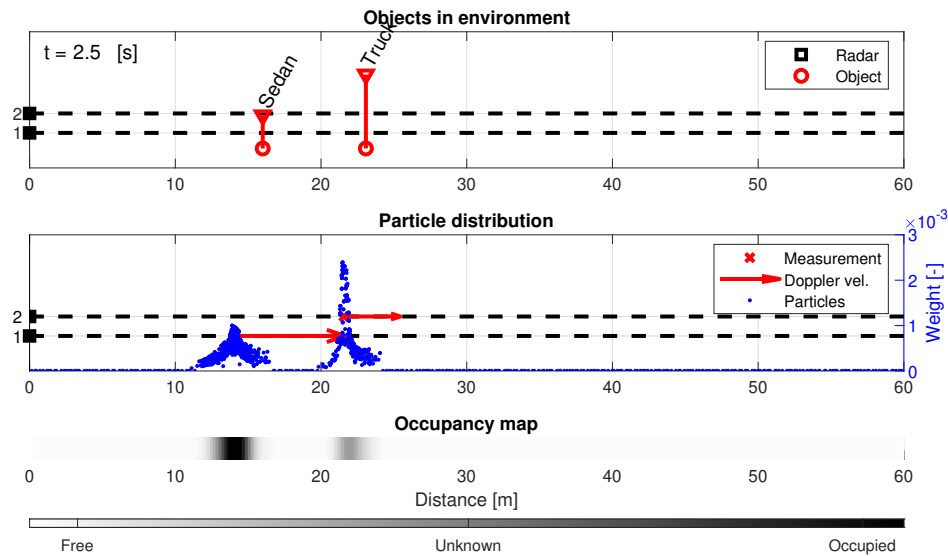 Objects in environment
t = 2.5 [s]
Sedan
Truck
Radar
Object
2
1
0 10 20 30 40 50 60
Particle distribution
×10⁻³
3
2
1
0
Weight [-]
Measurement
Doppler vel.
Particles
2
1
0 10 20 30 40 50 60
Occupancy map
0 10 20 30 40 50 60
Distance [m]
Free Unknown Occupied